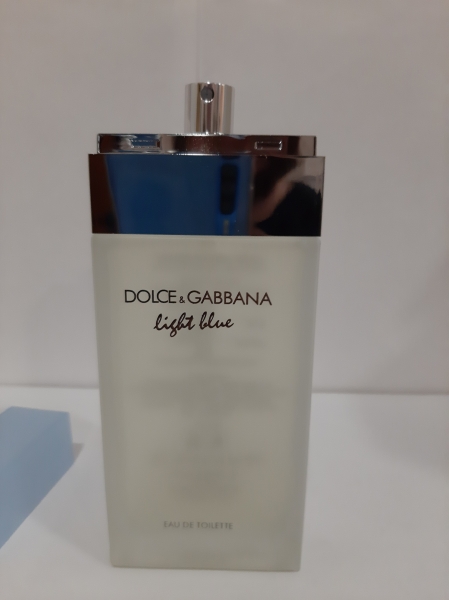 DOLCE & GABBANA
light blue
EAU DE TOILETTE